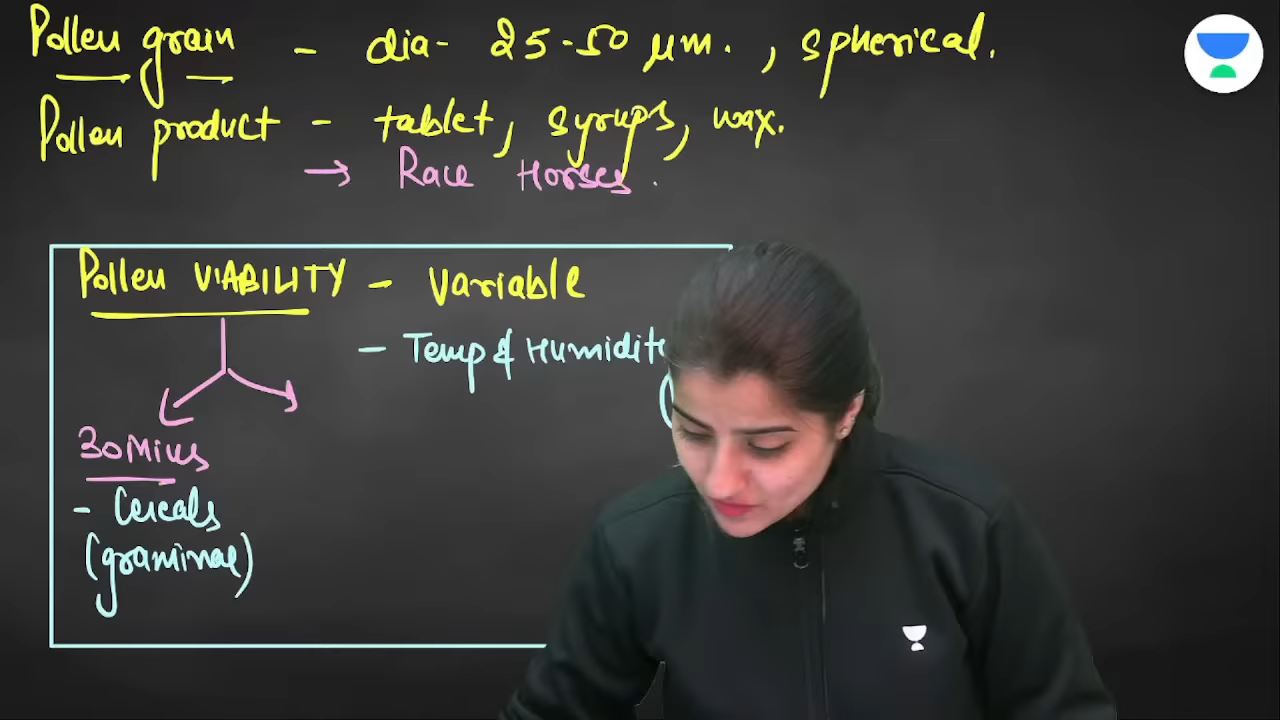 Pollen grain - dia- 25-50 μm. , spherical.
Pollen product - tablet, syrups, wax.
→ Race Horses.
Pollen VIABILITY - Variable
- Temp & Humidit
30 Mins
- Cereals
(graminae)